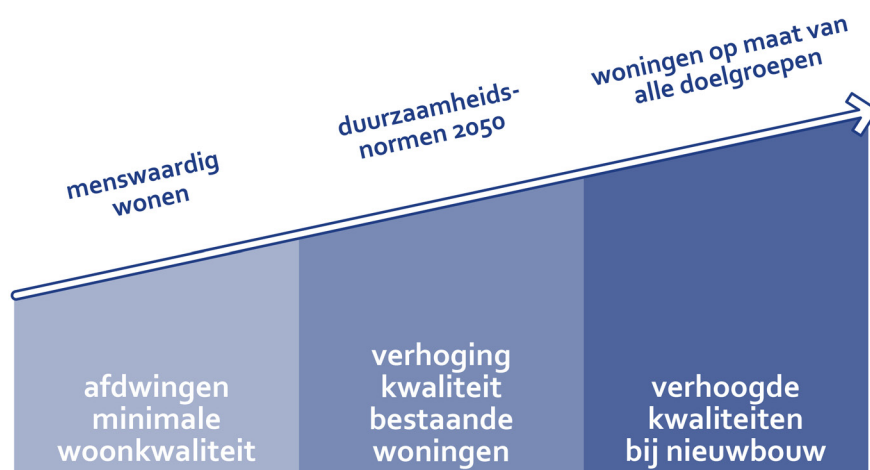 menswaardig
wonen
duurzaamheids-
normen 2050
woningen op maat van
alle doelgroepen
afdwingen
minimale
woonkwaliteit
verhoging
kwaliteit
bestaande
woningen
verhoogde
kwaliteiten
bij nieuwbouw